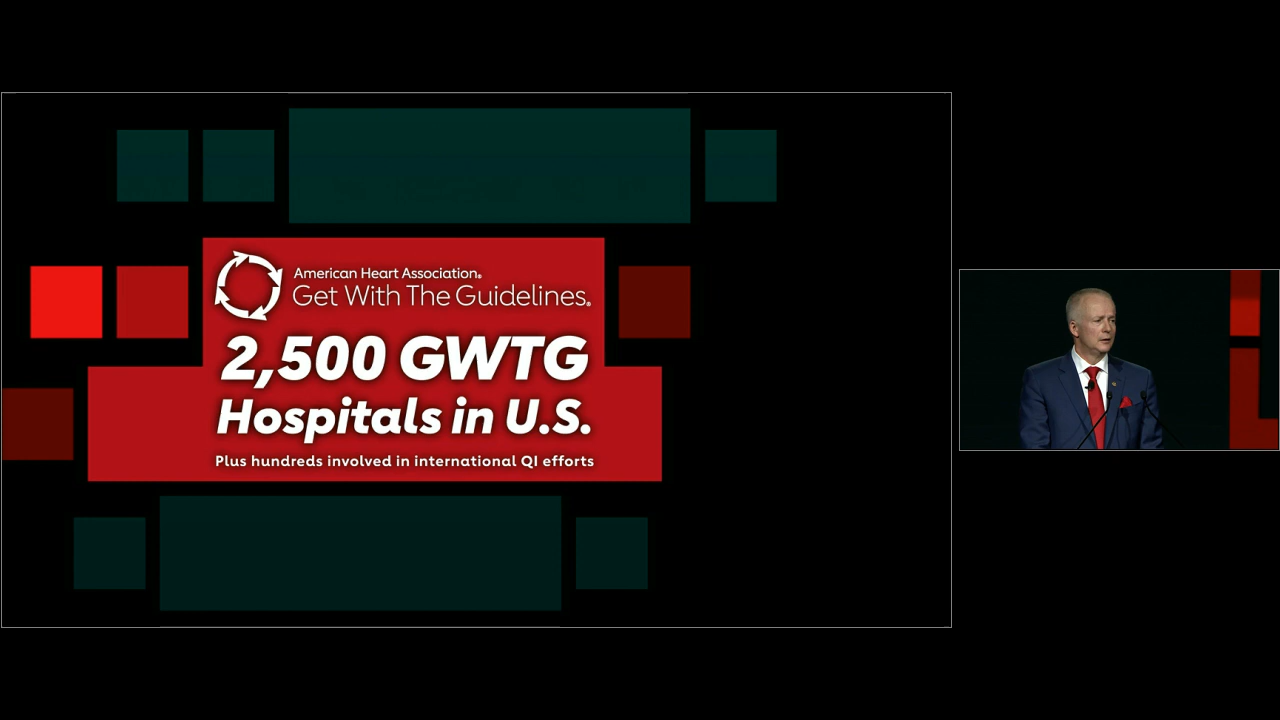 American Heart Association®
Get With The Guidelines®
2,500 GWTG
Hospitals in U.S.
Plus hundreds involved in international QI efforts